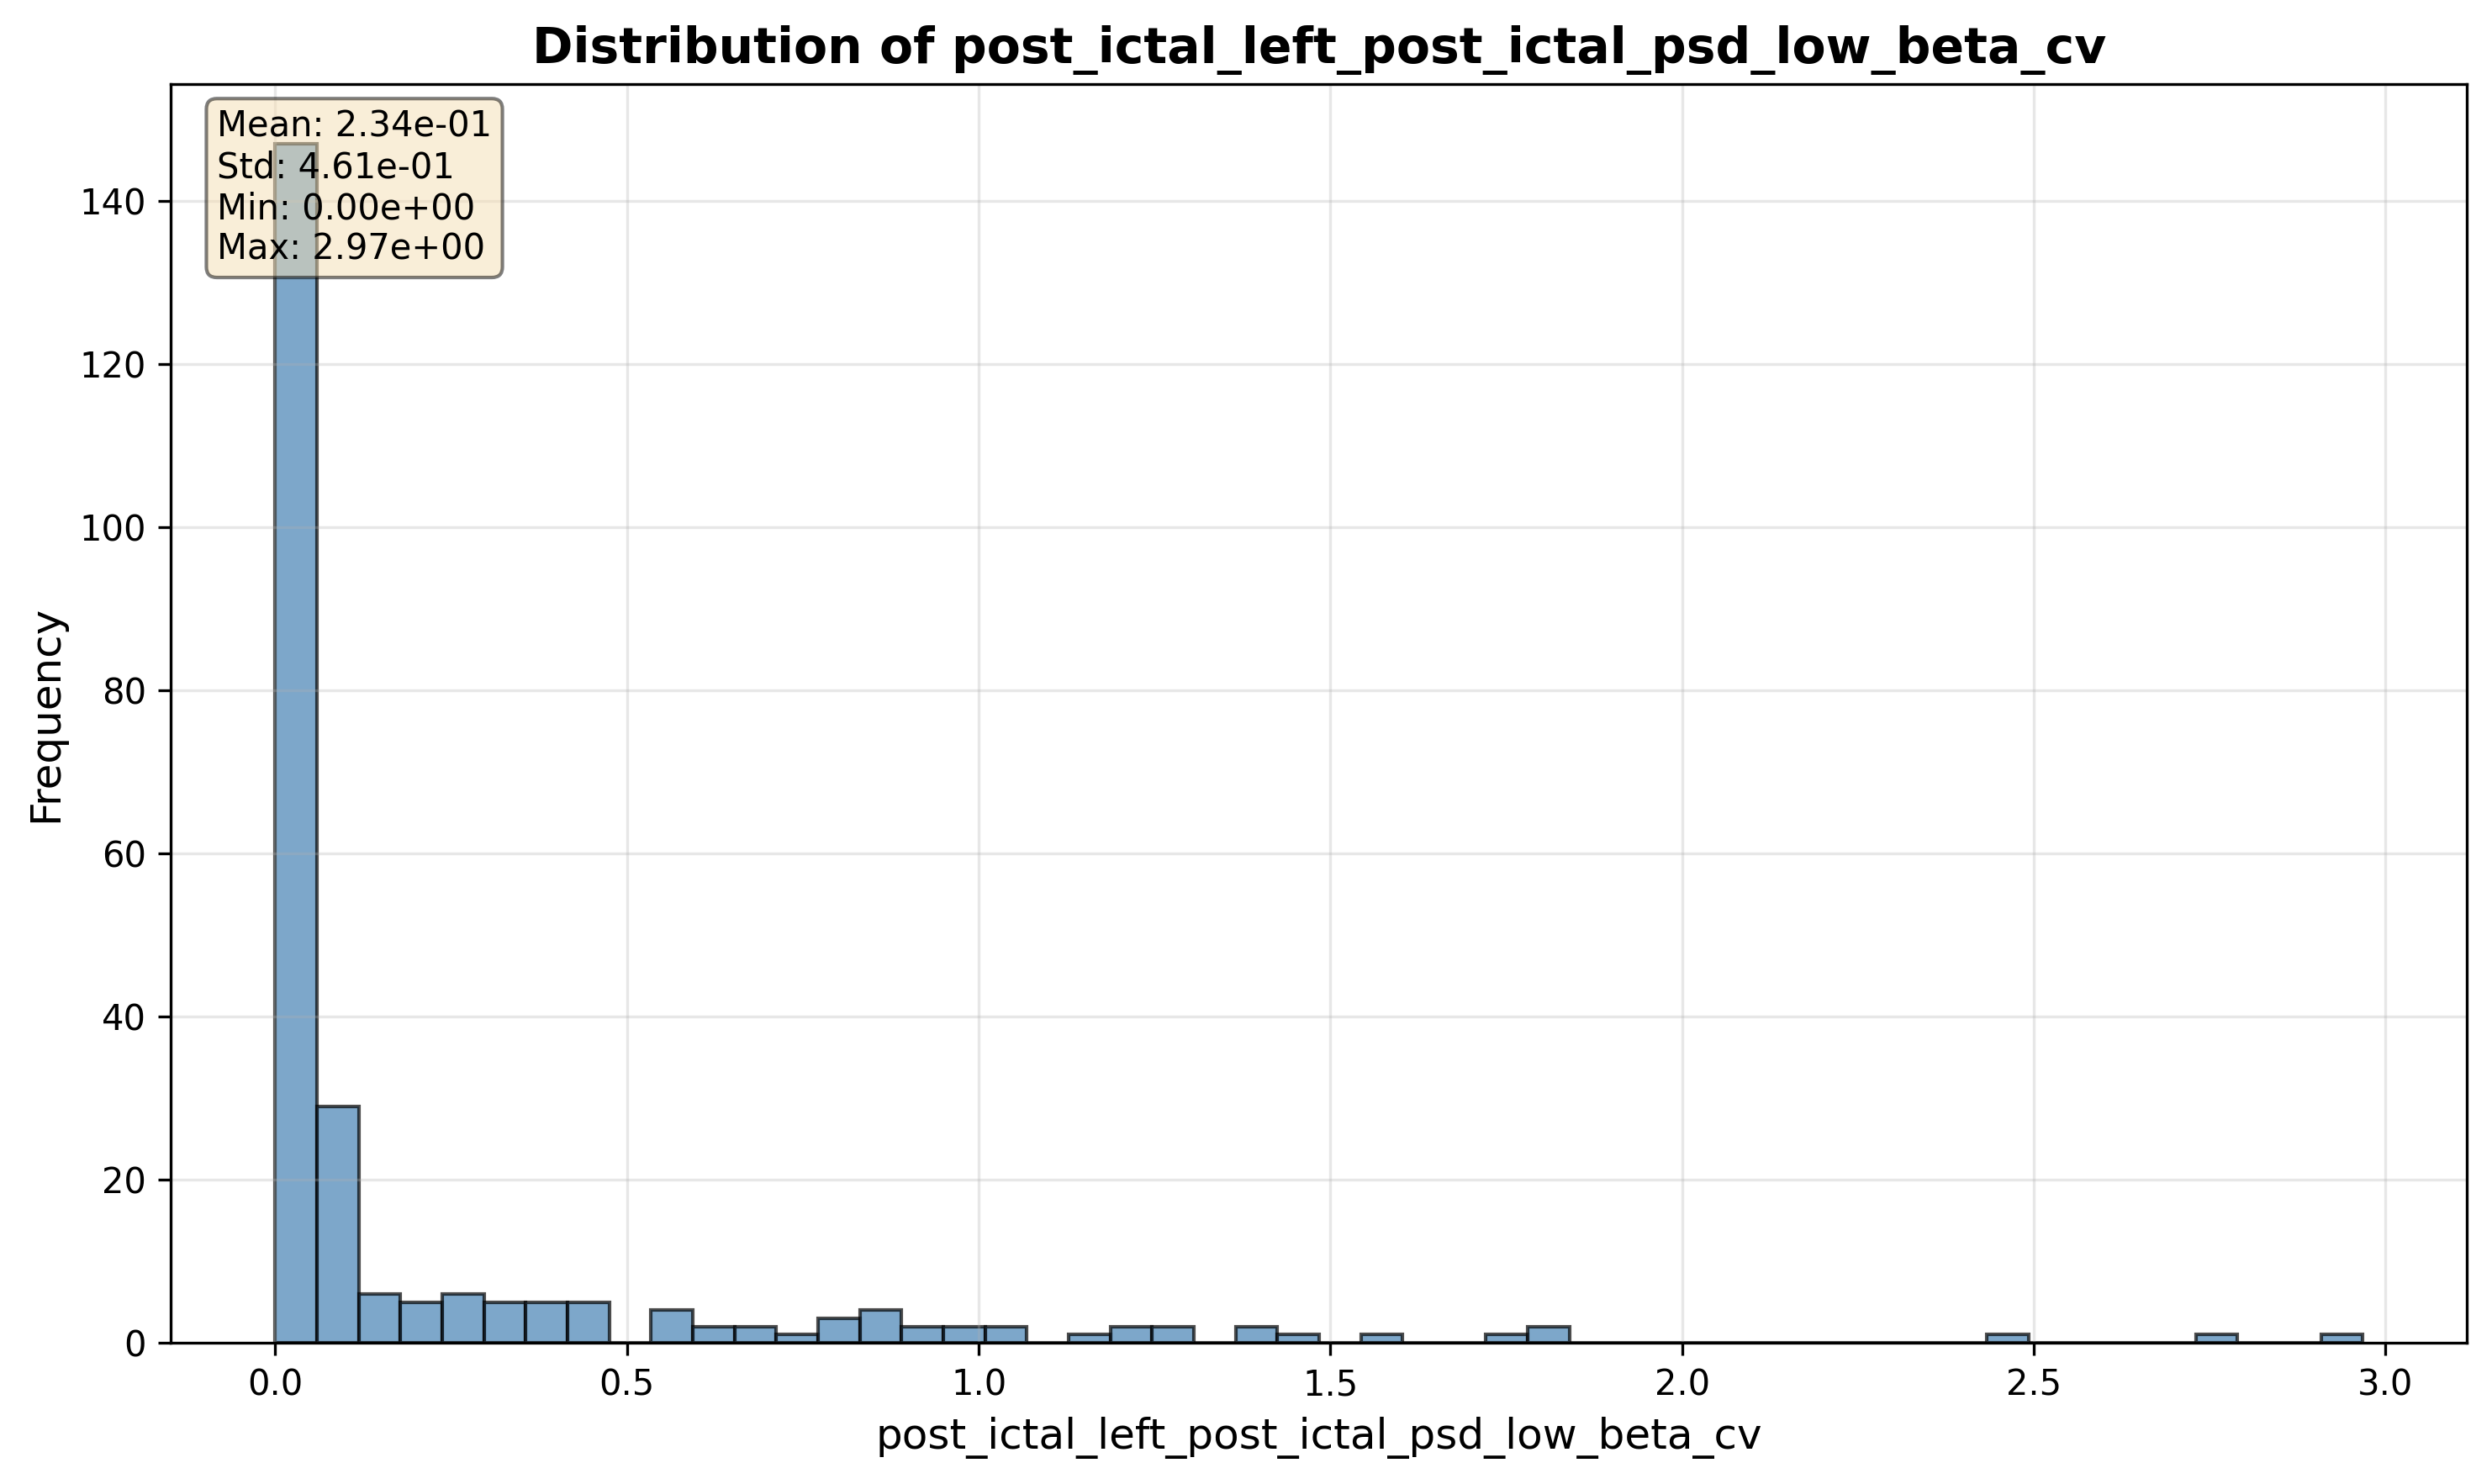 Distribution of post_ictal_left_post_ictal_psd_low_beta_cv
Mean: 2.34e-01
Std: 4.61e-01
Min: 0.00e+00
Max: 2.97e+00
140
120
100
80
60
40
20
0
Frequency
0.0 0.5 1.0 1.5 2.0 2.5 3.0
post_ictal_left_post_ictal_psd_low_beta_cv